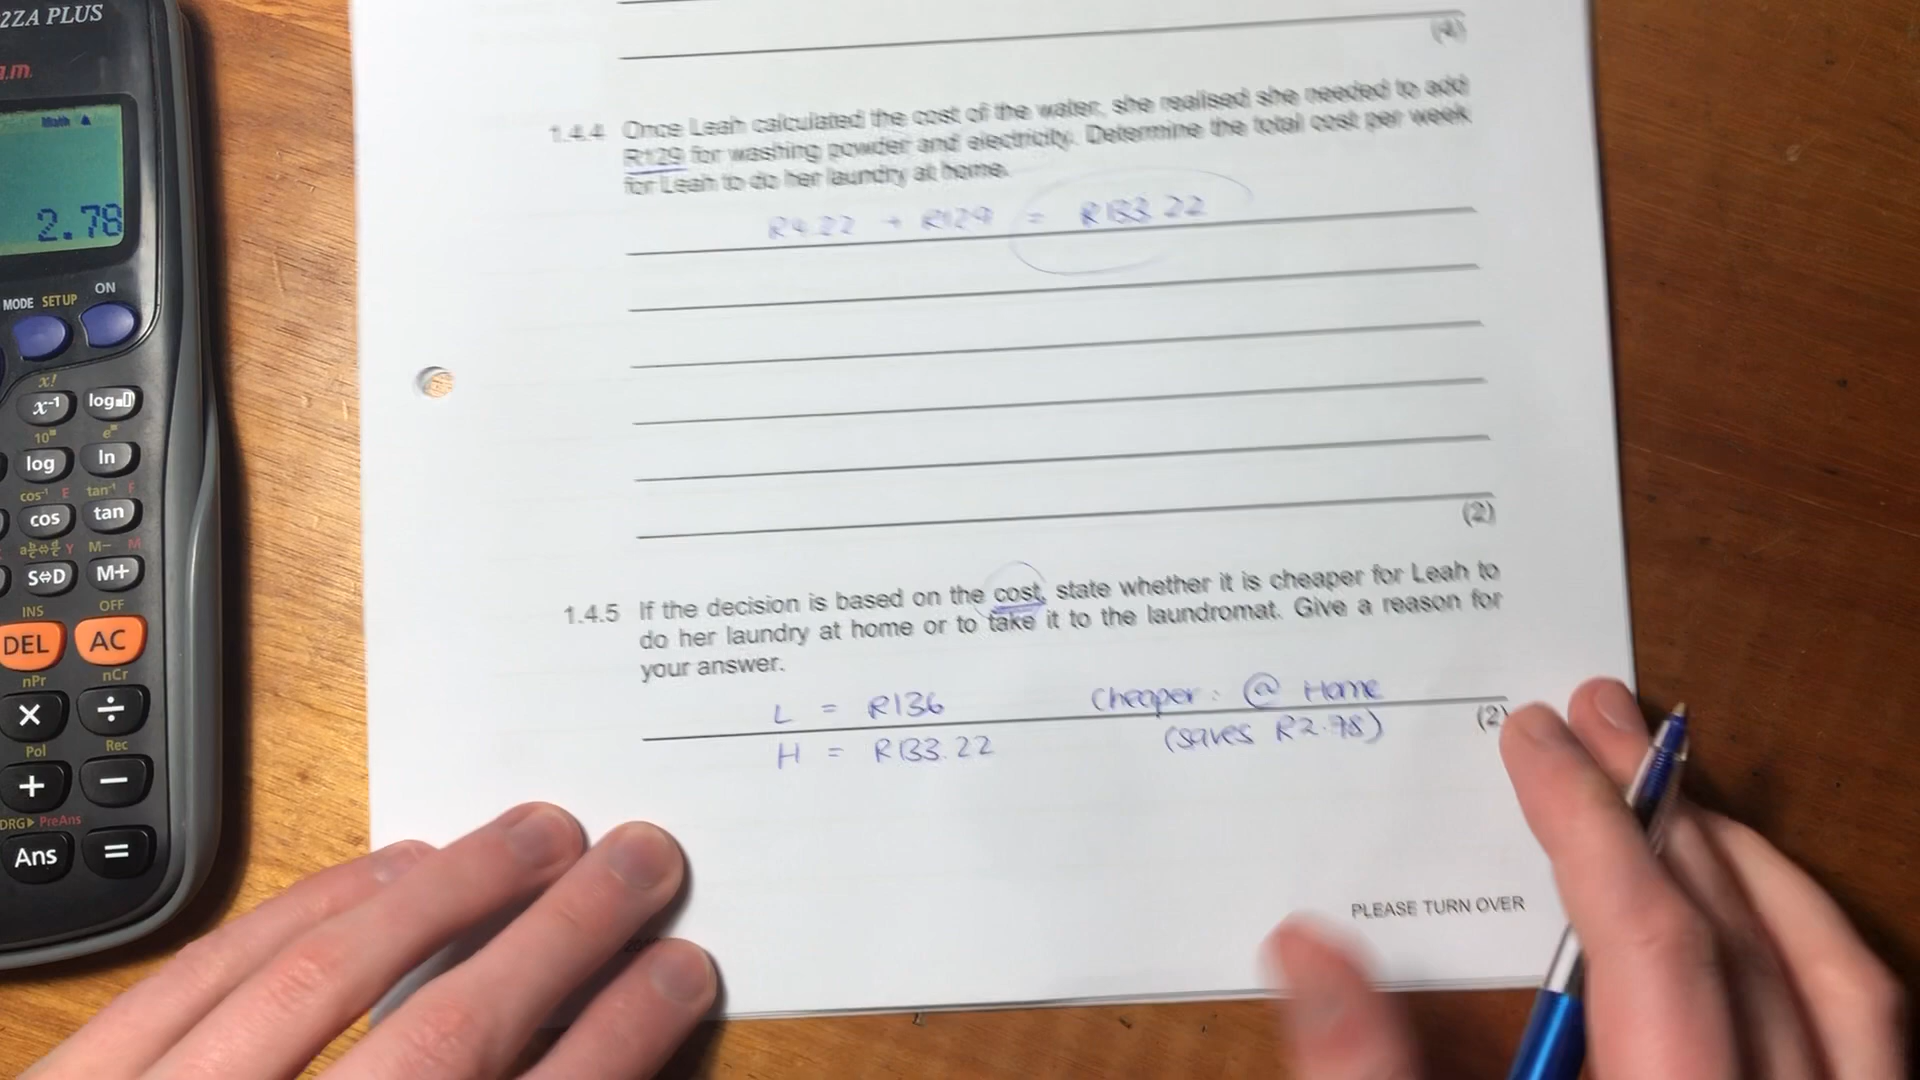 2ZA PLUS
a.m.
Math ▲
2.78
(4)
1.4.4 Once Leah calculated the cost of the water, she realised she needed to add
R129 for washing powder and electricity. Determine the total cost per week
for Leah to do her laundry at home.
R4.22 + R129 = R133.22
(2)
1.4.5 If the decision is based on the cost, state whether it is cheaper for Leah to
do her laundry at home or to take it to the laundromat. Give a reason for
your answer.
L = R136 Cheaper: @ Home
H = R133.22 (saves R2.78) (2)
PLEASE TURN OVER
MODE SETUP ON
x!
x⁻¹ log
10ˣ eˣ
log ln
cos⁻¹ E tan⁻¹ F
cos tan
Y M– M
S⇔D M+
INS OFF
DEL AC
nPr nCr
× ÷
Pol Rec
+ −
DRG▶ PreAns
Ans =